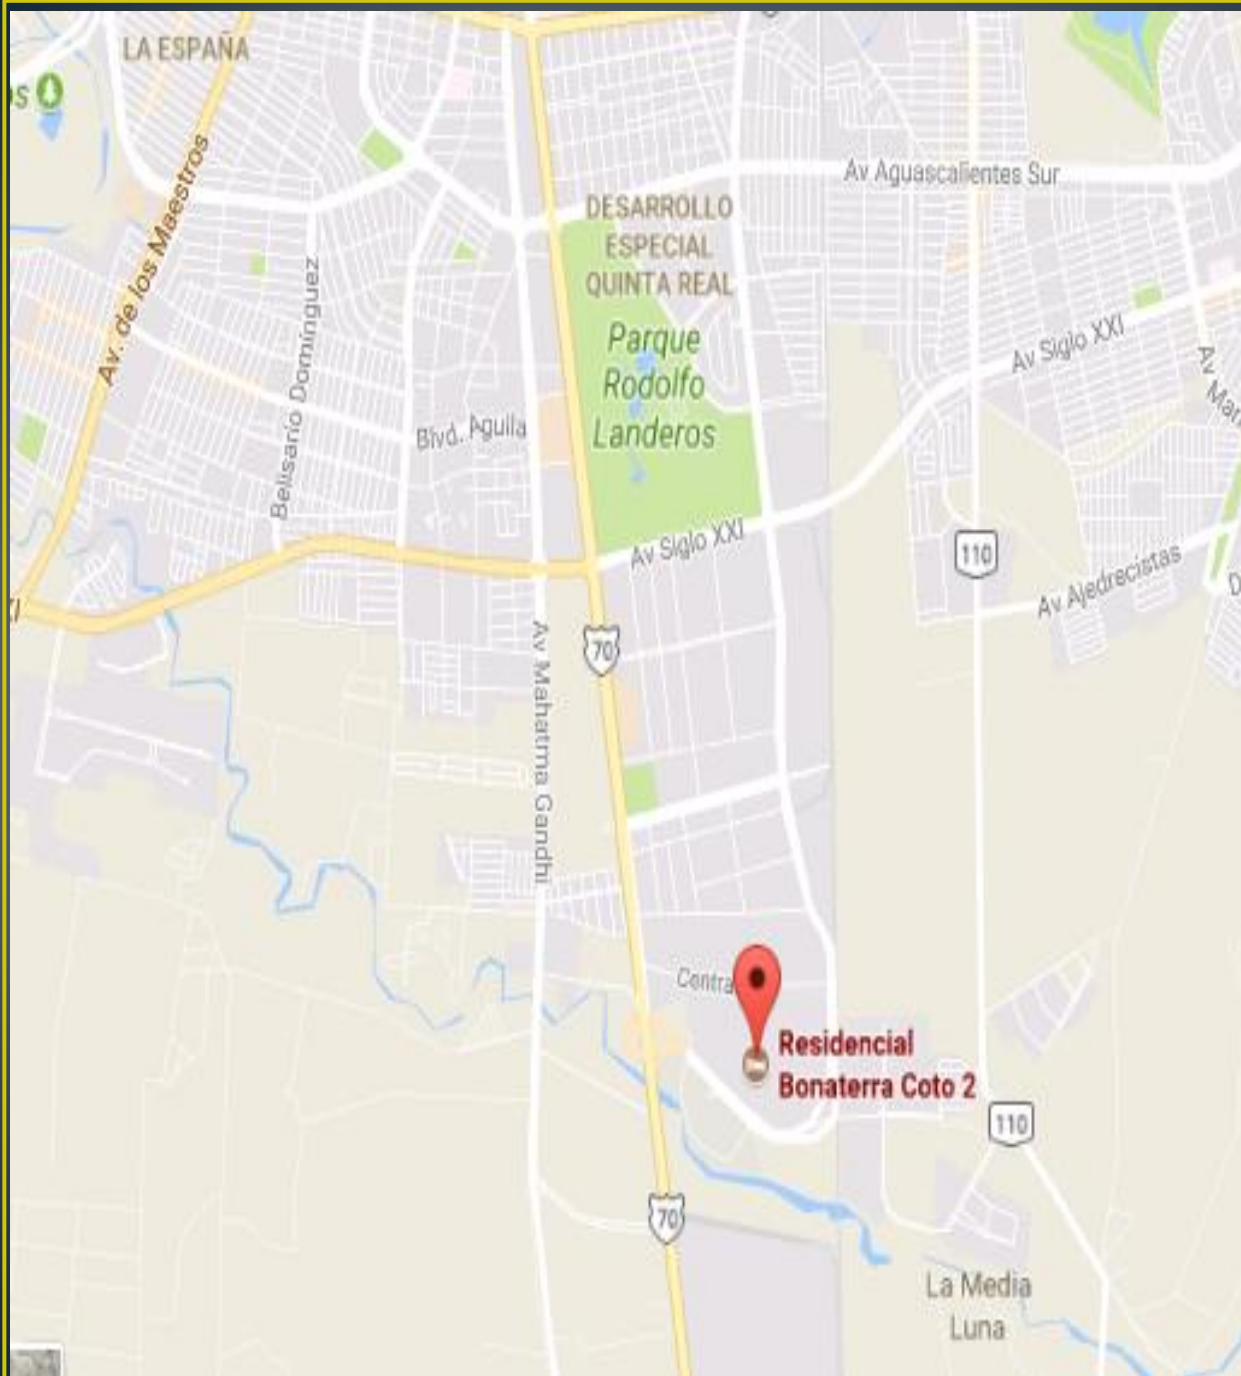 LA ESPAÑA
Av Aguascalientes Sur
Av. de los Maestros
DESARROLLO
ESPECIAL
QUINTA REAL
Belisario Domínguez
Parque
Rodolfo
Landeros
Av Siglo XXI
Blvd. Aguila
Av Siglo XXI
110
Av Ajedrecistas
70
Av Mahatma Gandhi
Contra
Residencial
Bonaterra Coto 2
110
70
La Media
Luna